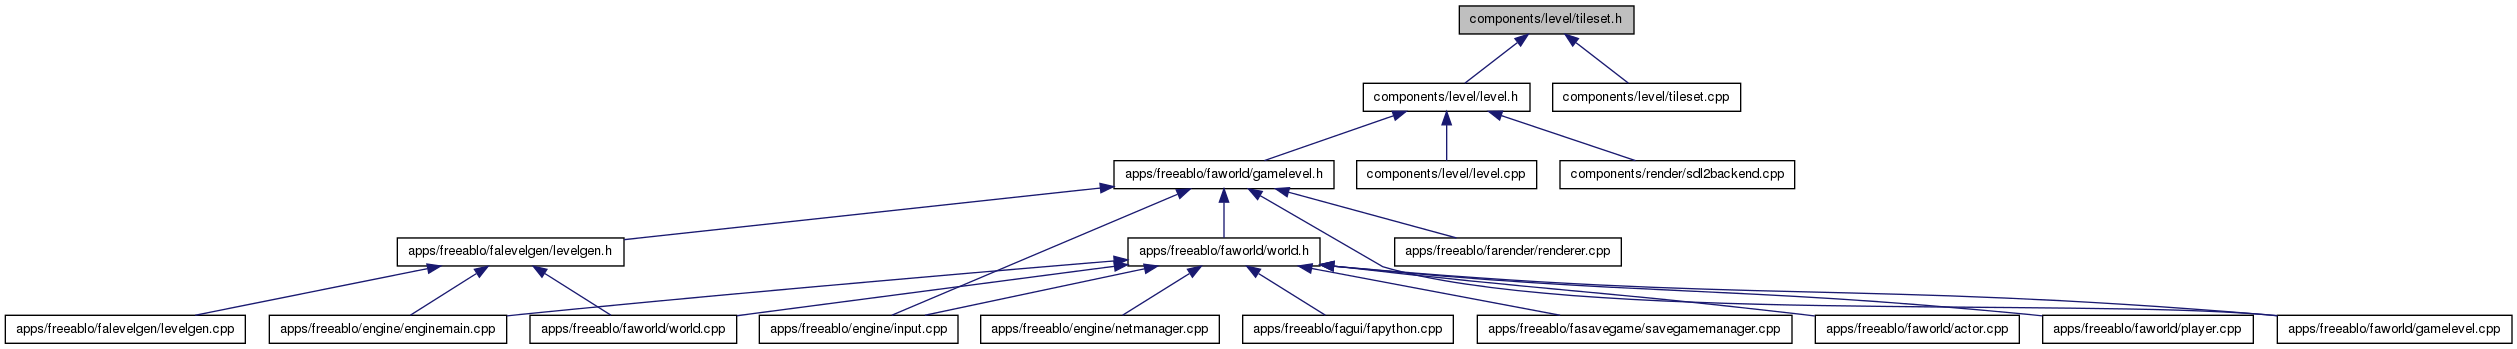 components/level/tileset.h
components/level/level.h
components/level/tileset.cpp
apps/freeablo/faworld/gamelevel.h
components/level/level.cpp
components/render/sdl2backend.cpp
apps/freeablo/falevelgen/levelgen.h
apps/freeablo/faworld/world.h
apps/freeablo/farender/renderer.cpp
apps/freeablo/falevelgen/levelgen.cpp
apps/freeablo/engine/enginemain.cpp
apps/freeablo/faworld/world.cpp
apps/freeablo/engine/input.cpp
apps/freeablo/engine/netmanager.cpp
apps/freeablo/fagui/fapython.cpp
apps/freeablo/fasavegame/savegamemanager.cpp
apps/freeablo/faworld/actor.cpp
apps/freeablo/faworld/player.cpp
apps/freeablo/faworld/gamelevel.cpp